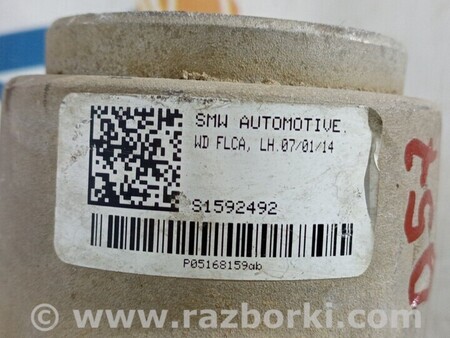 SMW AUTOMOTIVE.
WD FLCA, LH.07/01/14
S1592492
P05168159ab
© www.razborki.com